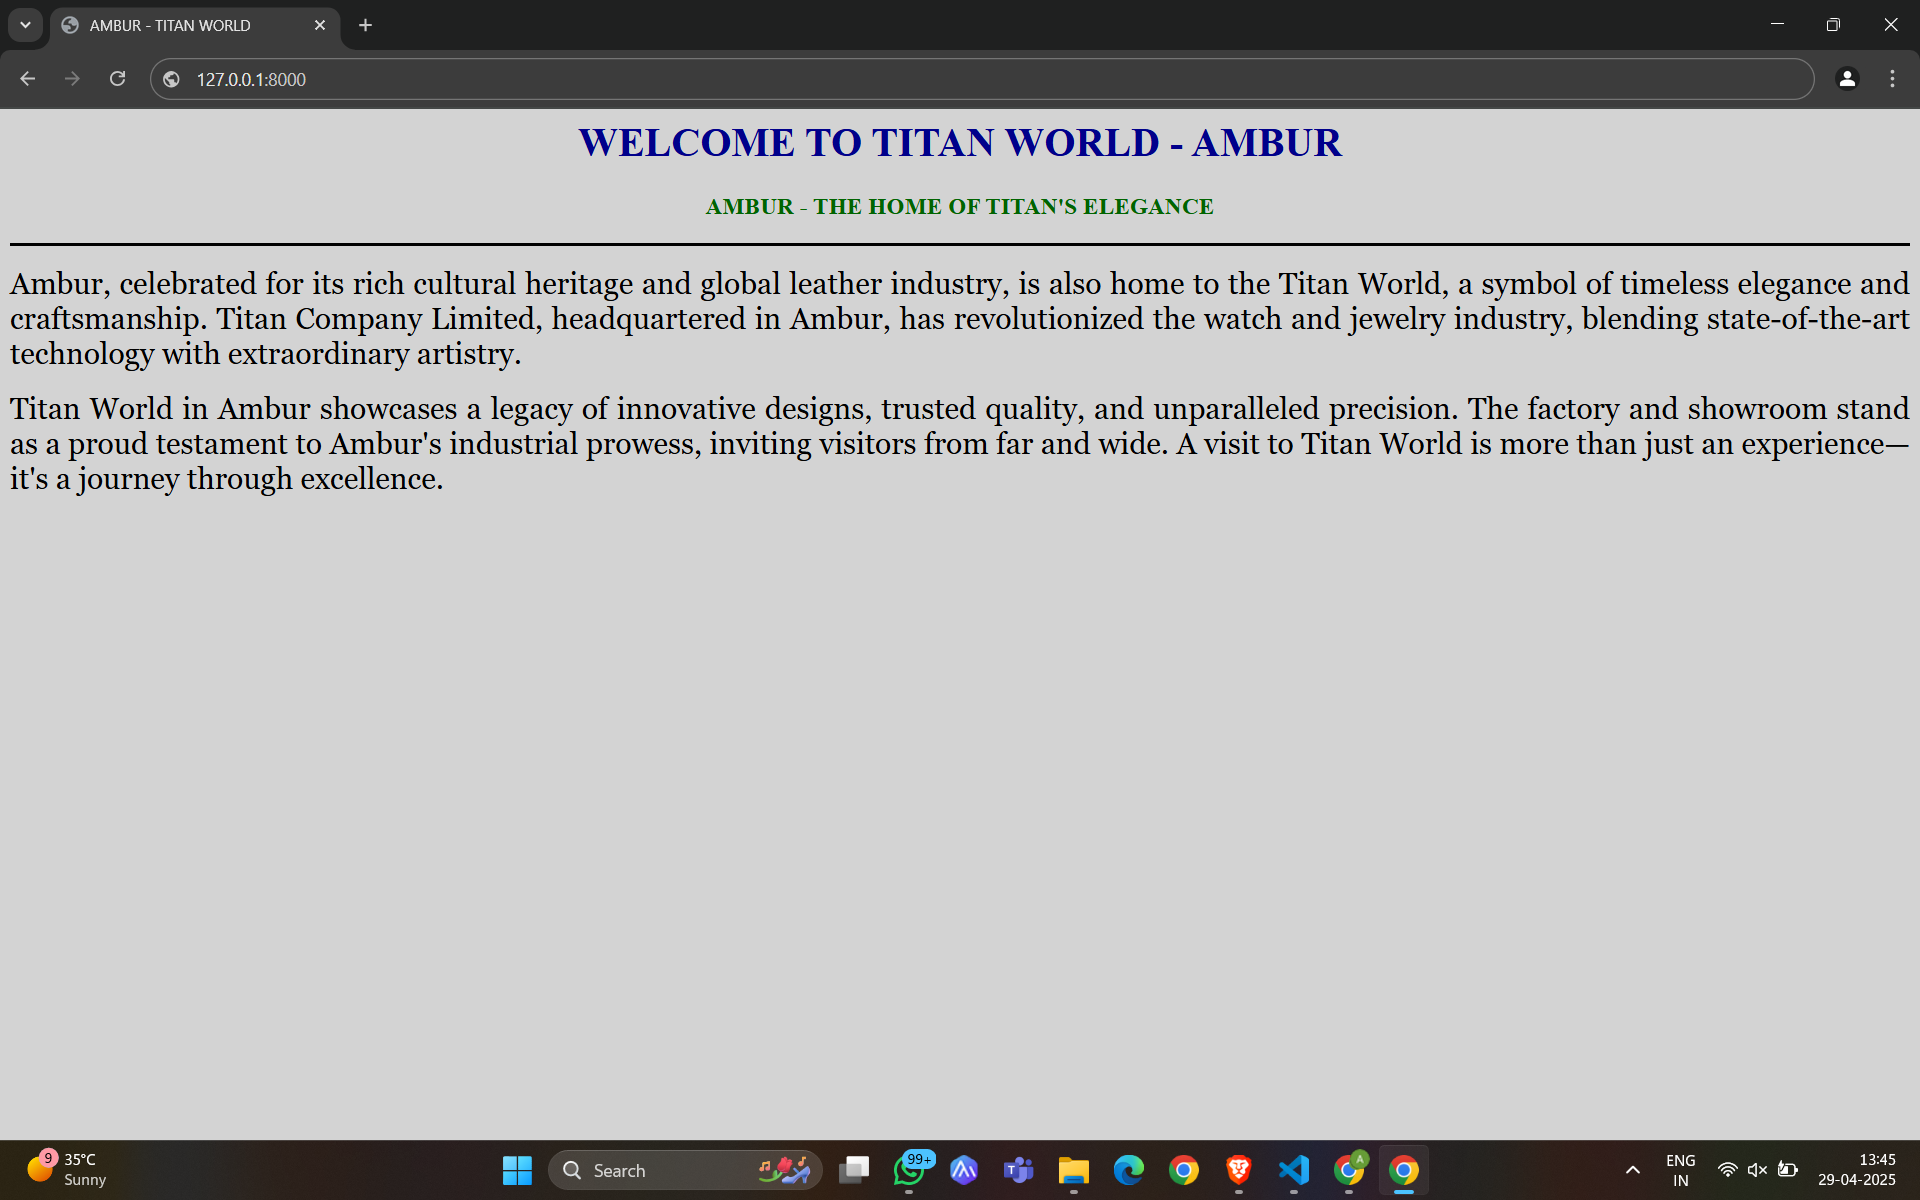 AMBUR - TITAN WORLD
127.0.0.1:8000
WELCOME TO TITAN WORLD - AMBUR
AMBUR - THE HOME OF TITAN'S ELEGANCE
Ambur, celebrated for its rich cultural heritage and global leather industry, is also home to the Titan World, a symbol of timeless elegance and
craftsmanship. Titan Company Limited, headquartered in Ambur, has revolutionized the watch and jewelry industry, blending state-of-the-art
technology with extraordinary artistry.
Titan World in Ambur showcases a legacy of innovative designs, trusted quality, and unparalleled precision. The factory and showroom stand
as a proud testament to Ambur's industrial prowess, inviting visitors from far and wide. A visit to Titan World is more than just an experience—
it's a journey through excellence.
9
35°C
Sunny
Search
99+
T
A
ENG
IN
13:45
29-04-2025